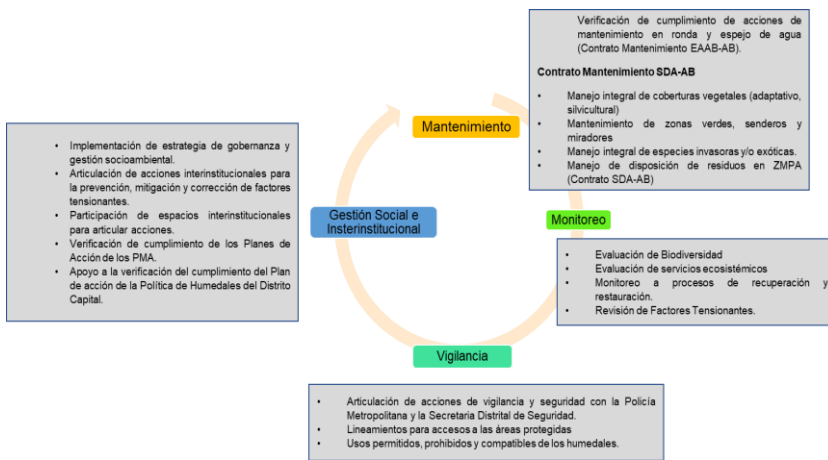 Verificación de cumplimiento de acciones de
mantenimiento en ronda y espejo de agua
(Contrato Mantenimiento EAAB-AB).
Contrato Mantenimiento SDA-AB
• Manejo integral de coberturas vegetales (adaptativo,
silvicultural)
• Mantenimiento de zonas verdes, senderos y
miradores
• Manejo integral de especies invasoras y/o exóticas.
• Manejo de disposición de residuos en ZMPA
(Contrato SDA-AB)
Mantenimiento
• Implementación de estrategia de gobernanza y
gestión socioambiental.
• Articulación de acciones interinstitucionales para
la prevención, mitigación y corrección de factores
tensionantes.
• Participación de espacios interinstitucionales
para articular acciones.
• Verificación de cumplimiento de los Planes de
Acción de los PMA.
• Apoyo a la verificación del cumplimiento del Plan
de acción de la Política de Humedales del Distrito
Capital.
Gestión Social e
Insterinstitucional
Monitoreo
• Evaluación de Biodiversidad
• Evaluación de servicios ecosistémicos
• Monitoreo a procesos de recuperación y
restauración.
• Revisión de Factores Tensionantes.
Vigilancia
• Articulación de acciones de vigilancia y seguridad con la Policía
Metropolitana y la Secretaria Distrital de Seguridad.
• Lineamientos para accesos a las áreas protegidas
• Usos permitidos, prohibidos y compatibles de los humedales.